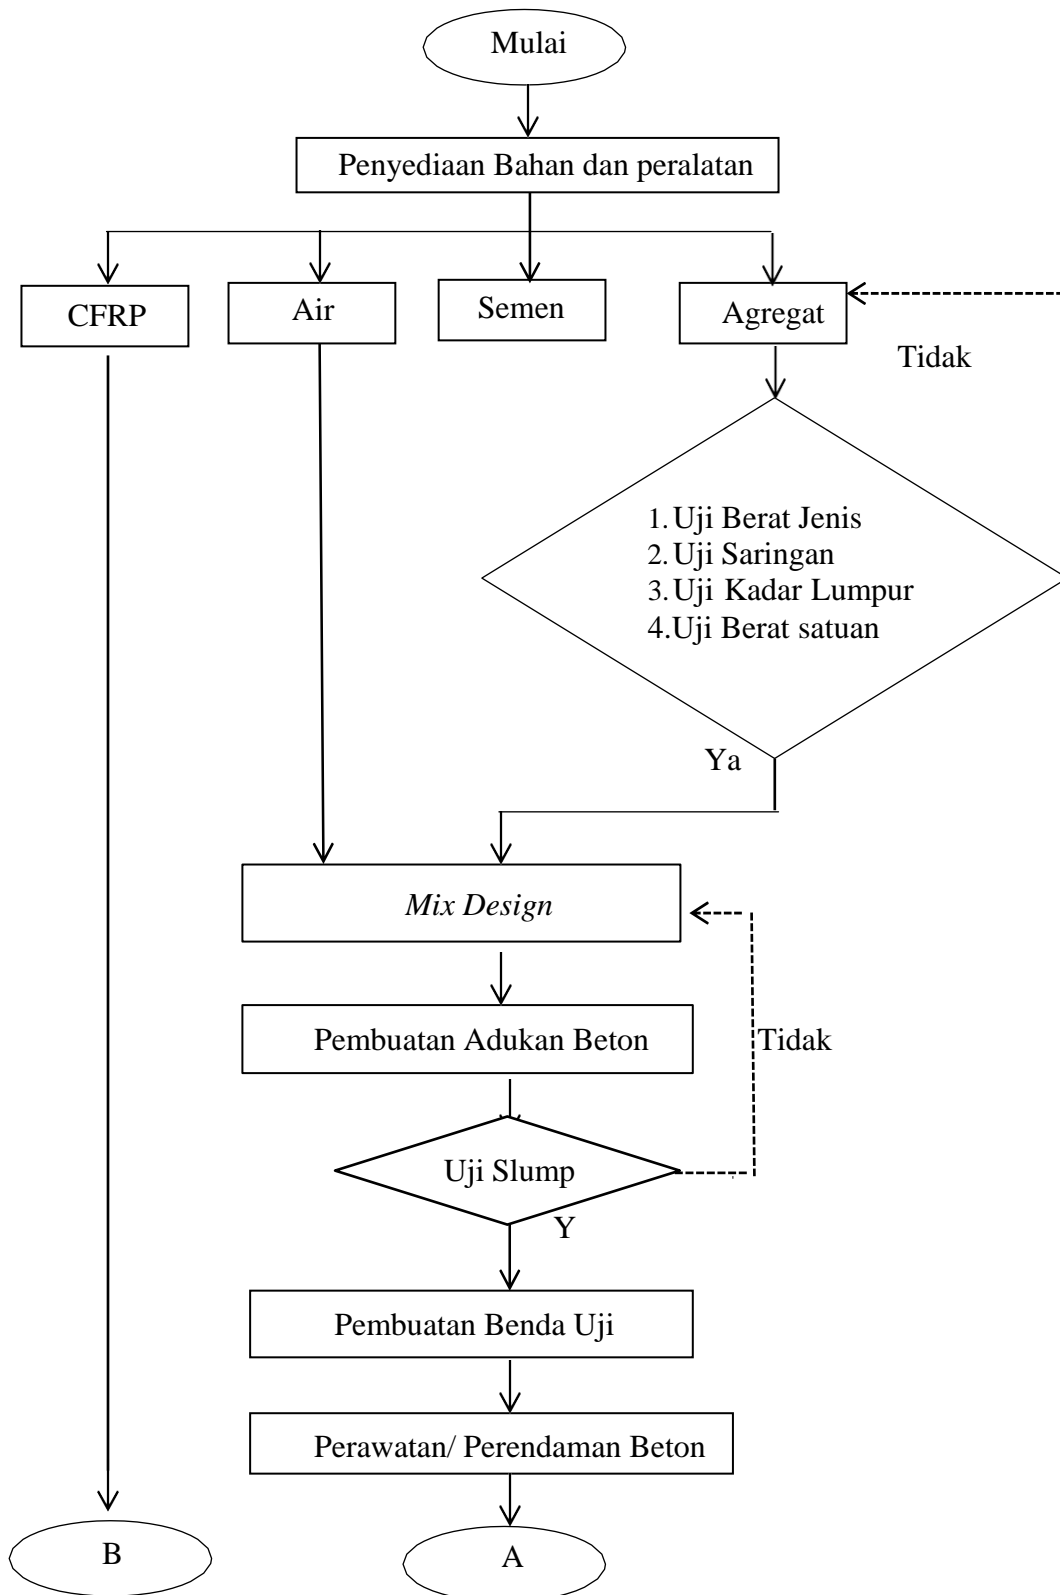 Mulai
Penyediaan Bahan dan peralatan
CFRP
Air
Semen
Agregat
Tidak
1. Uji Berat Jenis
2. Uji Saringan
3. Uji Kadar Lumpur
4. Uji Berat satuan
Ya
Mix Design
Pembuatan Adukan Beton
Tidak
Uji Slump
Y
Pembuatan Benda Uji
Perawatan/ Perendaman Beton
B
A